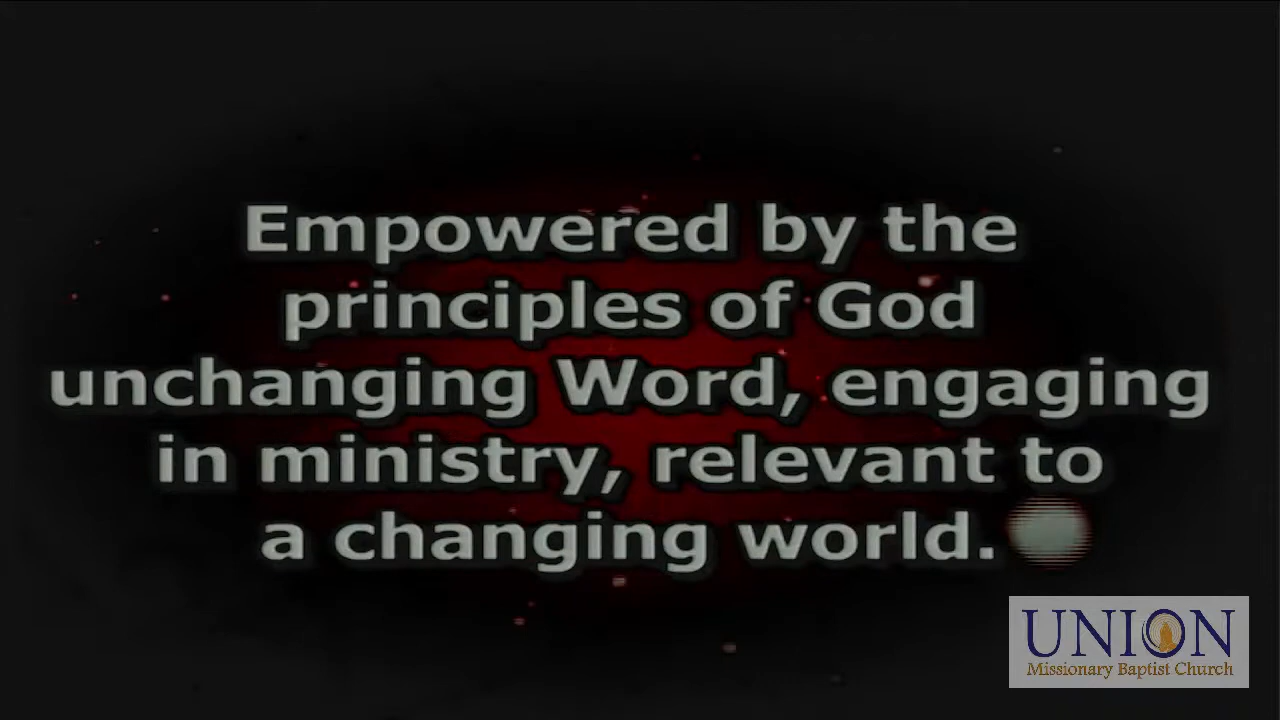 Empowered by the
principles of God
unchanging Word, engaging
in ministry, relevant to
a changing world.
UNION
Missionary Baptist Church